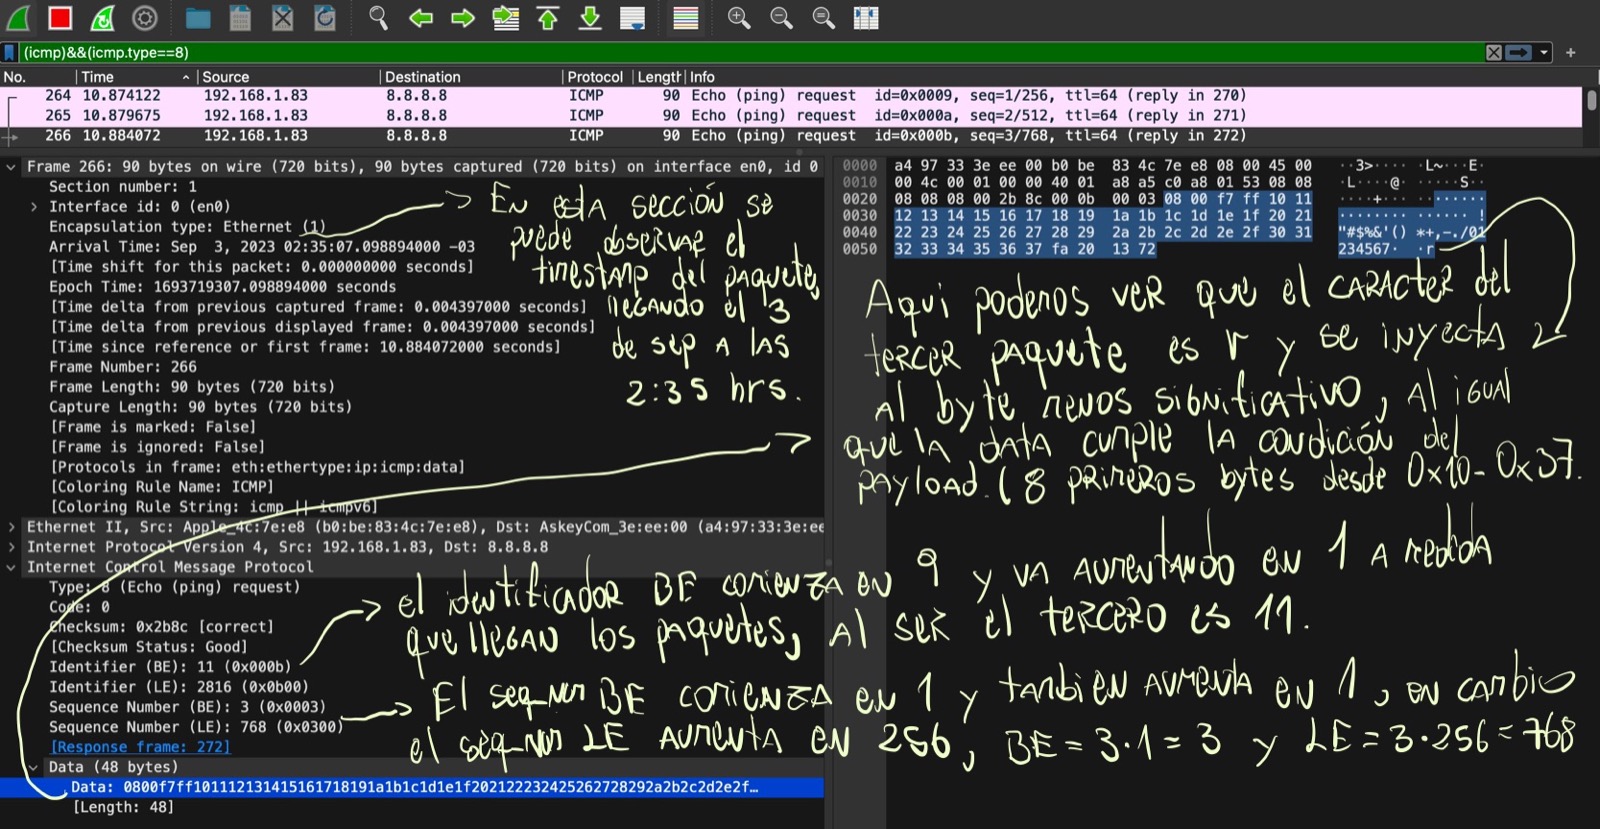 (icmp)&&(icmp.type==8)
No. Time Source Destination Protocol Length Info
264 10.874122 192.168.1.83 8.8.8.8 ICMP 90 Echo (ping) request id=0x0009, seq=1/256, ttl=64 (reply in 270)
265 10.879675 192.168.1.83 8.8.8.8 ICMP 90 Echo (ping) request id=0x000a, seq=2/512, ttl=64 (reply in 271)
266 10.884072 192.168.1.83 8.8.8.8 ICMP 90 Echo (ping) request id=0x000b, seq=3/768, ttl=64 (reply in 272)
Frame 266: 90 bytes on wire (720 bits), 90 bytes captured (720 bits) on interface en0, id 0
Section number: 1
Interface id: 0 (en0)
Encapsulation type: Ethernet (1)
Arrival Time: Sep  3, 2023 02:35:07.098894000 -03
[Time shift for this packet: 0.000000000 seconds]
Epoch Time: 1693719307.098894000 seconds
[Time delta from previous captured frame: 0.004397000 seconds]
[Time delta from previous displayed frame: 0.004397000 seconds]
[Time since reference or first frame: 10.884072000 seconds]
Frame Number: 266
Frame Length: 90 bytes (720 bits)
Capture Length: 90 bytes (720 bits)
[Frame is marked: False]
[Frame is ignored: False]
[Protocols in frame: eth:ethertype:ip:icmp:data]
[Coloring Rule Name: ICMP]
[Coloring Rule String: icmp || icmpv6]
Ethernet II, Src: Apple_4c:7e:e8 (b0:be:83:4c:7e:e8), Dst: AskeyCom_3e:ee:00 (a4:97:33:3e:ee
Internet Protocol Version 4, Src: 192.168.1.83, Dst: 8.8.8.8
Internet Control Message Protocol
Type: 8 (Echo (ping) request)
Code: 0
Checksum: 0x2b8c [correct]
[Checksum Status: Good]
Identifier (BE): 11 (0x000b)
Identifier (LE): 2816 (0x0b00)
Sequence Number (BE): 3 (0x0003)
Sequence Number (LE): 768 (0x0300)
[Response frame: 272]
Data (48 bytes)
Data: 0800f7ff101112131415161718191a1b1c1d1e1f202122232425262728292a2b2c2d2e2f…
[Length: 48]
En esta sección se
puede observar el
timestamp del paquete,
llegando el 3
de sep a las
2:35 hrs.
0000 a4 97 33 3e ee 00 b0 be 83 4c 7e e8 08 00 45 00 ··3>···· ·L~···E·
0010 00 4c 00 01 00 00 40 01 a8 a5 c0 a8 01 53 08 08 ·L····@· ·····S··
0020 08 08 08 00 2b 8c 00 0b 00 03 08 00 f7 ff 10 11 ····+··· ········
0030 12 13 14 15 16 17 18 19 1a 1b 1c 1d 1e 1f 20 21 ········ ······ !
0040 22 23 24 25 26 27 28 29 2a 2b 2c 2d 2e 2f 30 31 "#$%&'() *+,-./01
0050 32 33 34 35 36 37 fa 20 13 72 234567· ·r
Aqui podemos ver que el caracter del
tercer paquete es r y se inyecta
al byte menos significativo, al igual
que la data cumple la condición del
payload. (8 primeros bytes desde 0x10-0x37.
el identificador BE comienza en 9 y va aumentando en 1 a medida
que llegan los paquetes, al ser el tercero es 11.
El seq-num BE comienza en 1 y tambien aumenta en 1, en cambio
el seq-num LE aumenta en 256, BE = 3·1 = 3 y LE = 3·256 = 768